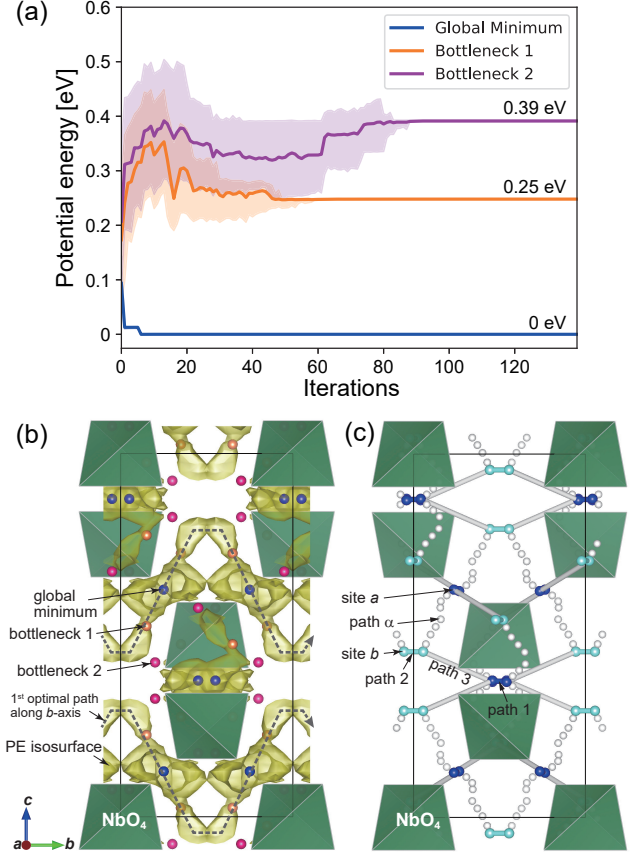 (a)
Potential energy [eV]
0.6
0.5
0.4
0.3
0.2
0.1
0
Global Minimum
Bottleneck 1
Bottleneck 2
0.39 eV
0.25 eV
0 eV
0 20 40 60 80 100 120
Iterations
(b)
global
minimum
bottleneck 1
bottleneck 2
1st optimal path
along b-axis
PE isosurface
NbO4
c
a
b
(c)
site a
path α
site b
path 2
path 3
path 1
NbO4